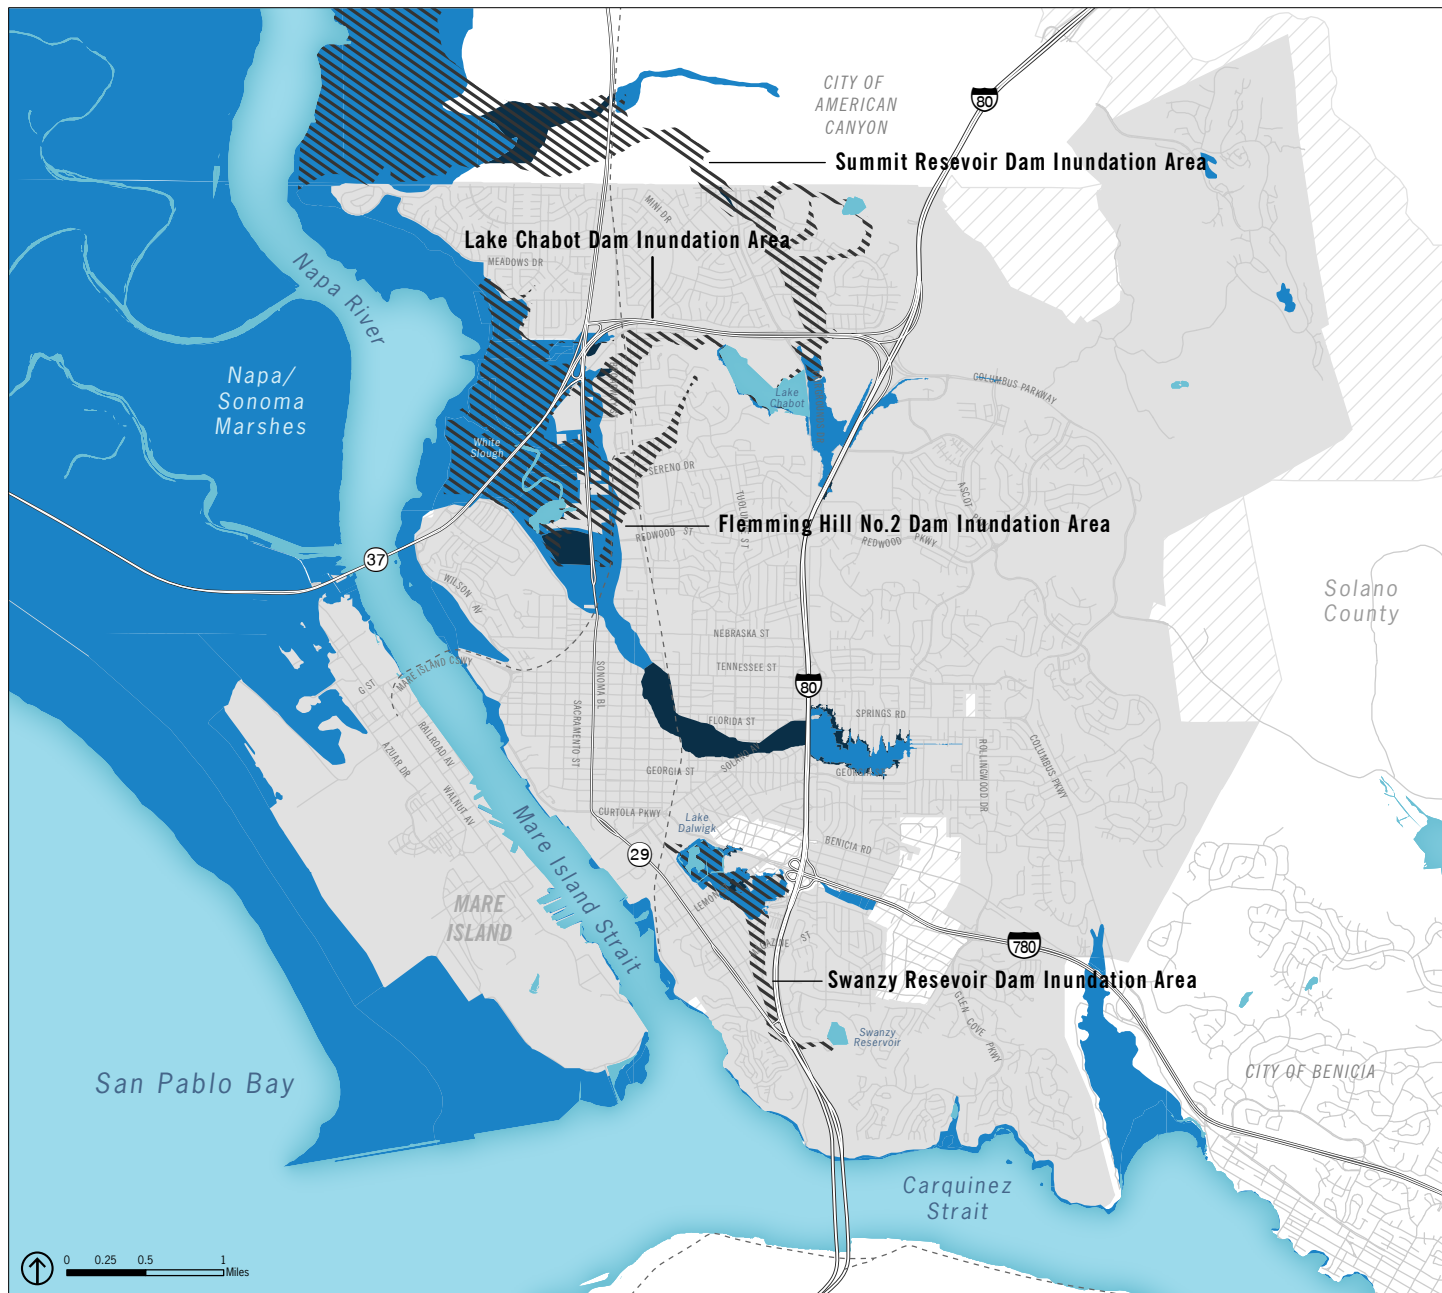 CITY OF
AMERICAN
CANYON
80
Summit Resevoir Dam Inundation Area
MINI DR
Lake Chabot Dam Inundation Area
MEADOWS DR
Napa River
Napa/
Sonoma
Marshes
Lake
Chabot
COLUMBUS PARKWAY
White
Slough
SERENO DR
ASCOT PKWY
Flemming Hill No.2 Dam Inundation Area
REDWOOD ST
REDWOOD PKWY
37
WILSON AV
Solano
County
NEBRASKA ST
TENNESSEE ST
MARE ISLAND CSWY
G ST
SONOMA BL
80
SACRAMENTO ST
FLORIDA ST
SPRINGS RD
RAILROAD AV
AZUAR DR
SOLANO AV
GEORGIA ST
ROLLINGWOOD DR
COLUMBUS PKWY
WALNUT AV
CURTOLA PKWY
Lake
Dalwigk
BENICIA RD
29
Mare Island Strait
LEMON
MARE
ISLAND
780
Swanzy Resevoir Dam Inundation Area
GLEN COVE PKWY
Swanzy
Reservoir
San Pablo Bay
CITY OF BENICIA
Carquinez
Strait
0 0.25 0.5 1
Miles